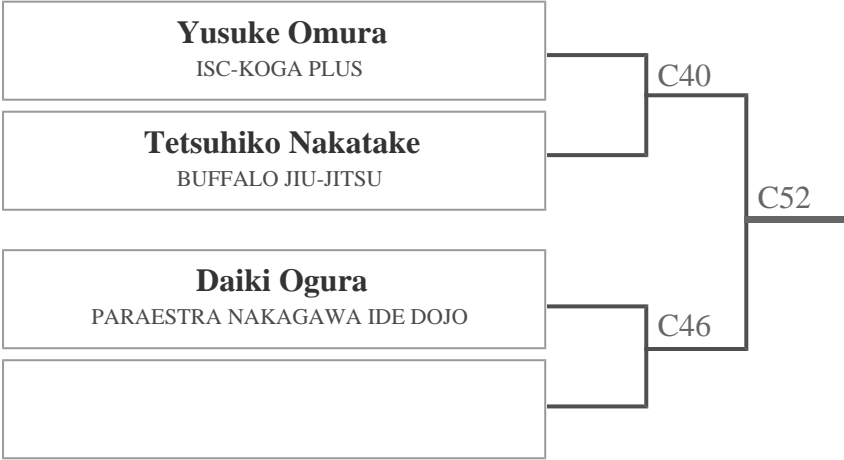 Yusuke Omura
ISC-KOGA PLUS
C40
Tetsuhiko Nakatake
BUFFALO JIU-JITSU
C52
Daiki Ogura
PARAESTRA NAKAGAWA IDE DOJO
C46